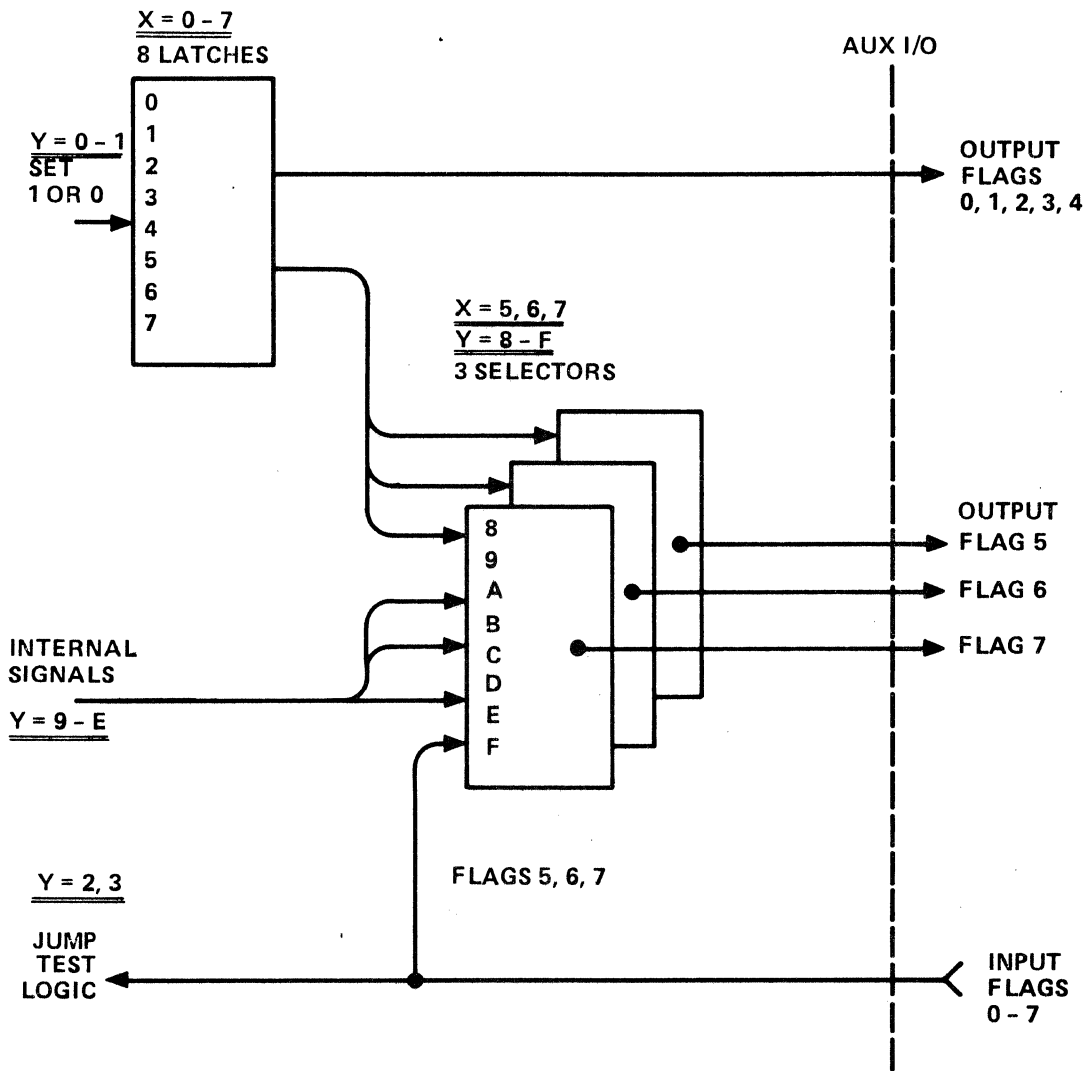 X = 0 – 7
8 LATCHES
AUX I/O
0
1
2
3
4
5
6
7
Y = 0 – 1
SET
1 OR 0
OUTPUT
FLAGS
0, 1, 2, 3, 4
X = 5, 6, 7
Y = 8 – F
3 SELECTORS
8
9
A
B
C
D
E
F
OUTPUT
FLAG 5
FLAG 6
FLAG 7
INTERNAL
SIGNALS
Y = 9 – E
FLAGS 5, 6, 7
Y = 2, 3
JUMP
TEST
LOGIC
INPUT
FLAGS
0 – 7